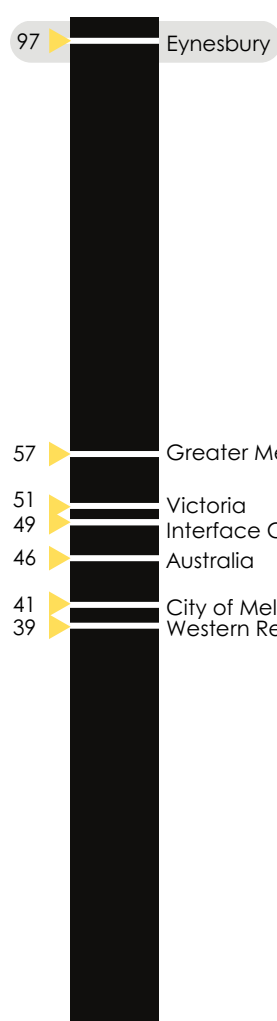 97 Eynesbury
57 Greater Me
51 Victoria
49 Interface C
46 Australia
41 City of Mel
39 Western Re